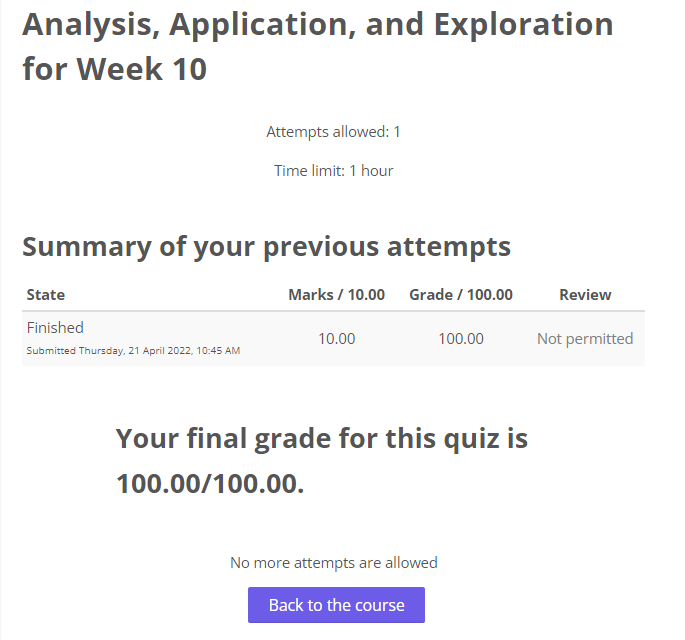 Analysis, Application, and Exploration
for Week 10
Attempts allowed: 1
Time limit: 1 hour
Summary of your previous attempts
State Marks / 10.00 Grade / 100.00 Review
Finished
Submitted Thursday, 21 April 2022, 10:45 AM
10.00 100.00 Not permitted
Your final grade for this quiz is
100.00/100.00.
No more attempts are allowed
Back to the course